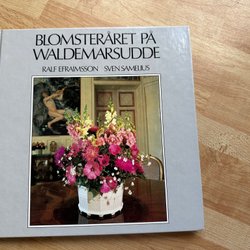 BLOMSTERÅRET PÅ
WALDEMARSUDDE
RALF EFRAIMSSON SVEN SAMELIUS